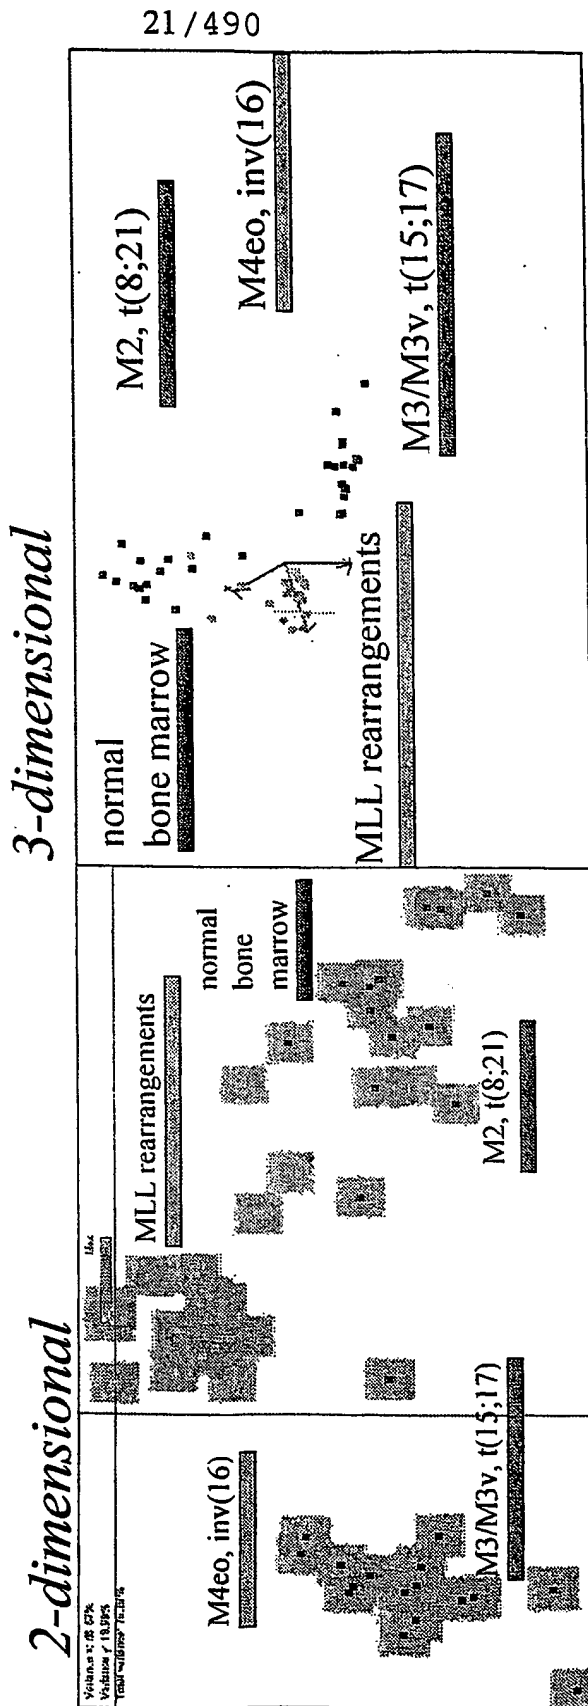 21/490
2-dimensional
M4eo, inv(16)
M3/M3v, t(15;17)
MLL rearrangements
normal
bone
marrow
M2, t(8;21)
3-dimensional
normal
bone marrow
MLL rearrangements
M2, t(8;21)
M4eo, inv(16)
M3/M3v, t(15;17)